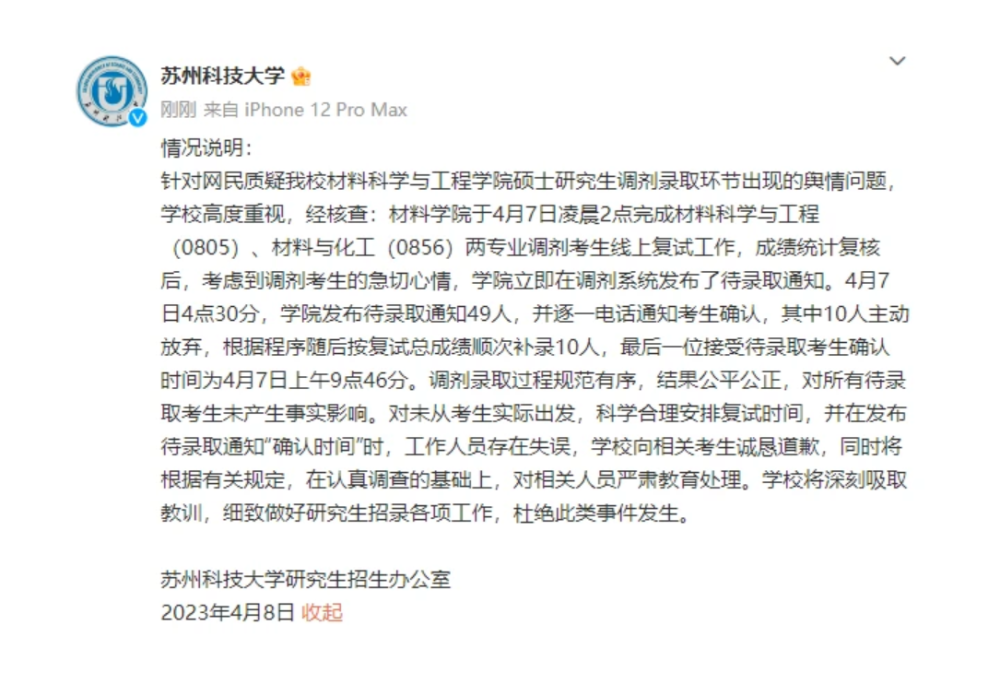 苏州科技大学
刚刚 来自 iPhone 12 Pro Max
情况说明：
针对网民质疑我校材料科学与工程学院硕士研究生调剂录取环节出现的舆情问题，
学校高度重视，经核查：材料学院于4月7日凌晨2点完成材料科学与工程
（0805）、材料与化工（0856）两专业调剂考生线上复试工作，成绩统计复核
后，考虑到调剂考生的急切心情，学院立即在调剂系统发布了待录取通知。4月7
日4点30分，学院发布待录取通知49人，并逐一电话通知考生确认，其中10人主动
放弃，根据程序随后按复试总成绩顺次补录10人，最后一位接受待录取考生确认
时间为4月7日上午9点46分。调剂录取过程规范有序，结果公平公正，对所有待录
取考生未产生事实影响。对未从考生实际出发，科学合理安排复试时间，并在发布
待录取通知“确认时间”时，工作人员存在失误，学校向相关考生诚恳道歉，同时将
根据有关规定，在认真调查的基础上，对相关人员严肃教育处理。学校将深刻吸取
教训，细致做好研究生招录各项工作，杜绝此类事件发生。
苏州科技大学研究生招生办公室
2023年4月8日 收起